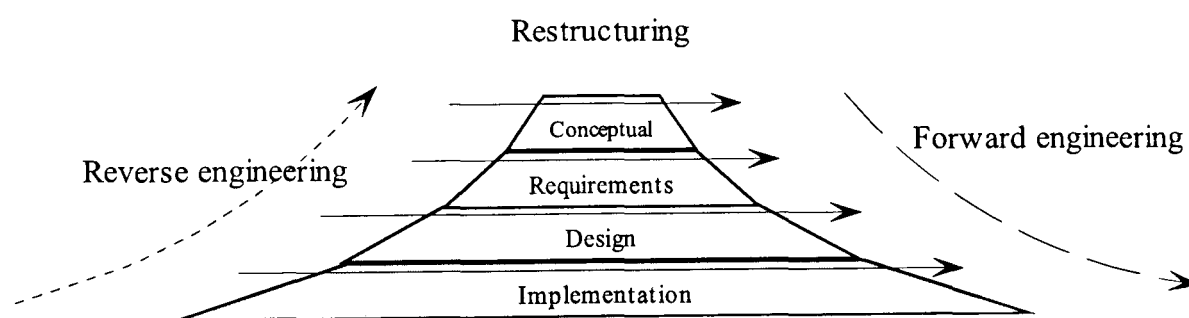 Restructuring
Conceptual
Forward engineering
Reverse engineering
Requirements
Design
Implementation